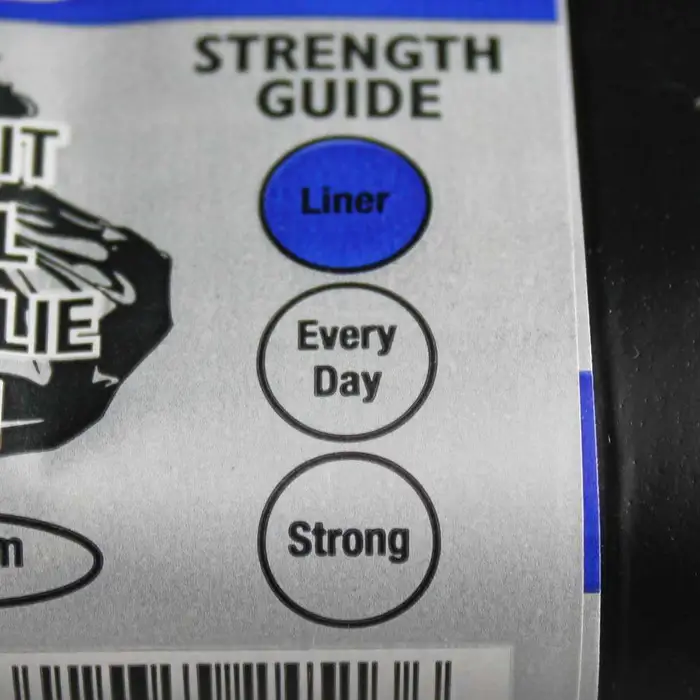 STRENGTH
GUIDE
Liner
Every
Day
Strong